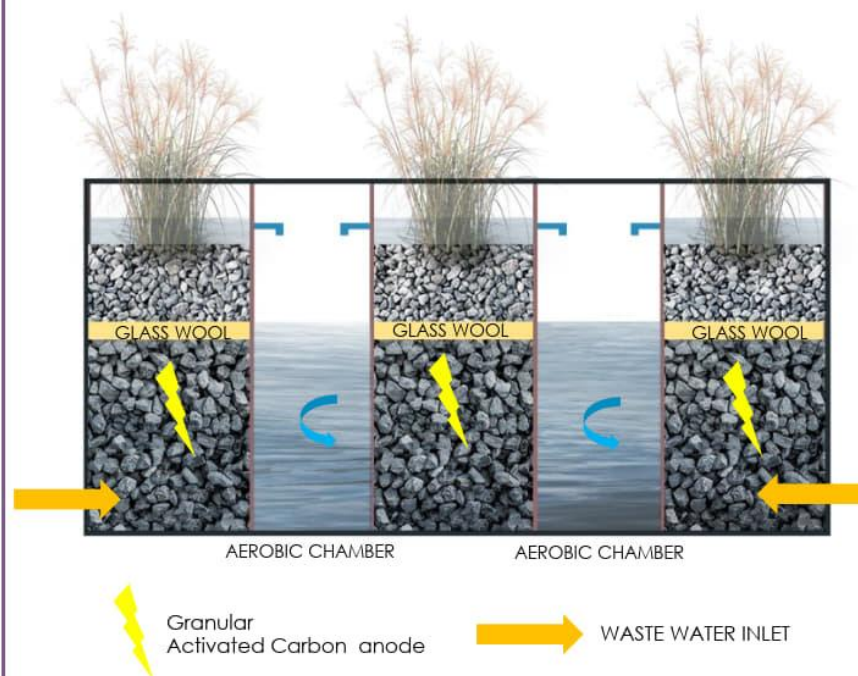 GLASS WOOL
GLASS WOOL
GLASS WOOL
AEROBIC CHAMBER
AEROBIC CHAMBER
Granular
Activated Carbon anode
WASTE WATER INLET